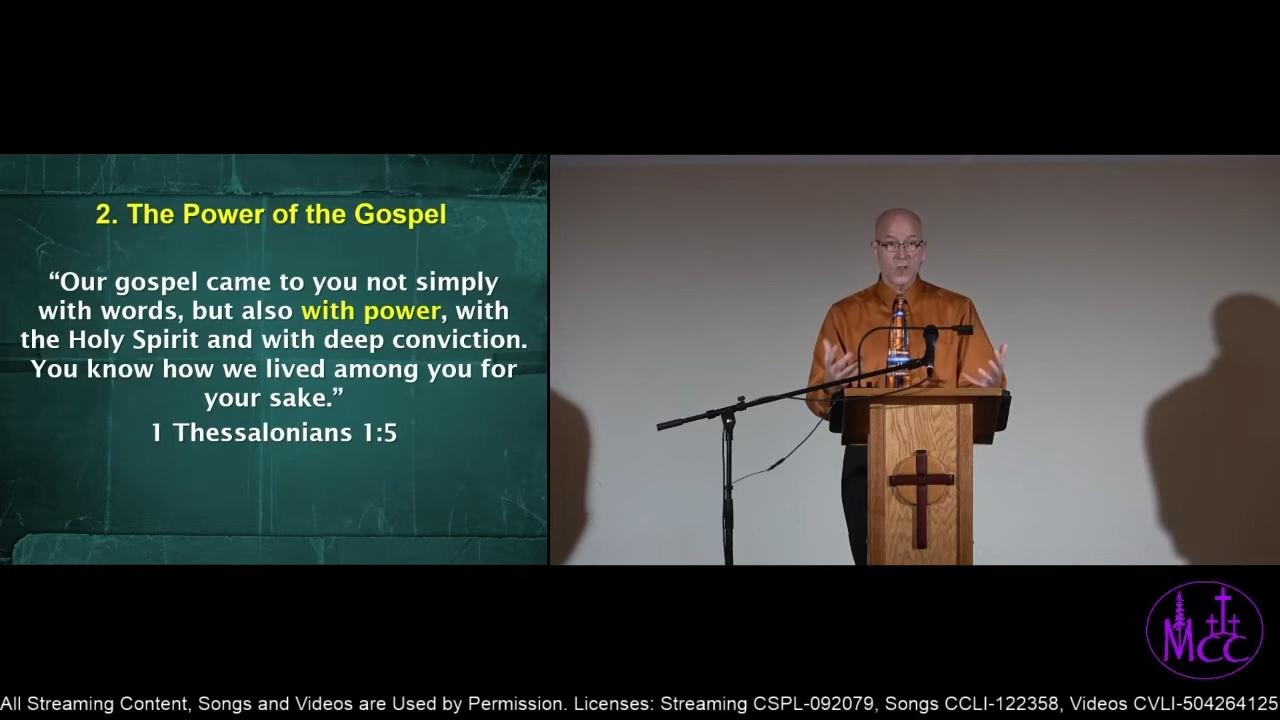 2. The Power of the Gospel
“Our gospel came to you not simply
with words, but also with power, with
the Holy Spirit and with deep conviction.
You know how we lived among you for
your sake.”
1 Thessalonians 1:5
MCC
All Streaming Content, Songs and Videos are Used by Permission. Licenses: Streaming CSPL-092079, Songs CCLI-122358, Videos CVLI-504264125